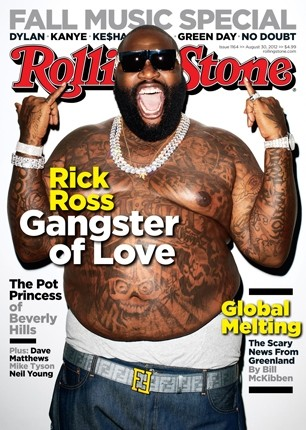 FALL MUSIC SPECIAL
DYLAN · KANYE · KE$HA GREEN DAY · NO DOUBT
Rolling Stone
Issue 1164 >> August 30, 2012 >> $4.99
rollingstone.com
Rick
Ross
Gangster
of Love
The Pot
Princess
of
Beverly
Hills
Plus: Dave
Matthews
Mike Tyson
Neil Young
Global
Melting
The Scary
News From
Greenland
By Bill
McKibben